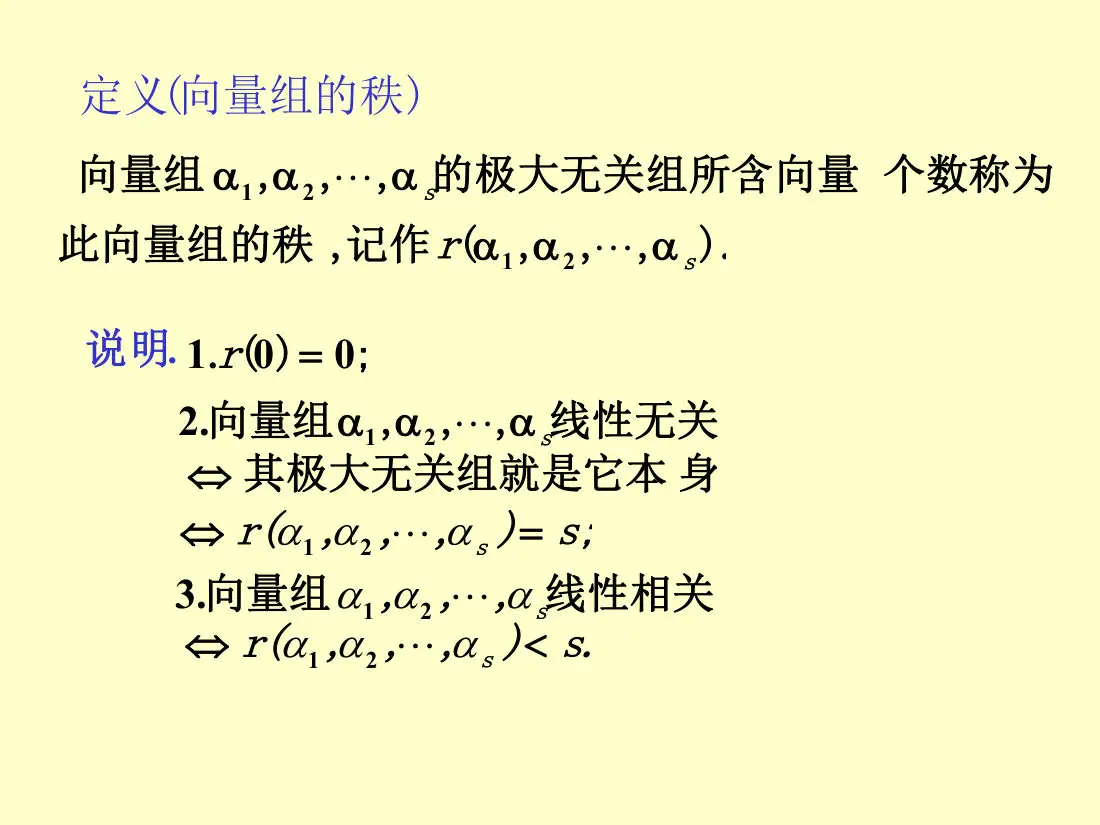 定义(向量组的秩)
向量组α₁,α₂,⋯,αₛ的极大无关组所含向量 个数称为
此向量组的秩 ,记作r(α₁,α₂,⋯,αₛ).
说明. 1.r(0)=0;
2.向量组α₁,α₂,⋯,αₛ线性无关
⇔ 其极大无关组就是它本 身
⇔ r(α₁,α₂,⋯,αₛ)= s;
3.向量组α₁,α₂,⋯,αₛ线性相关
⇔ r(α₁,α₂,⋯,αₛ)< s.